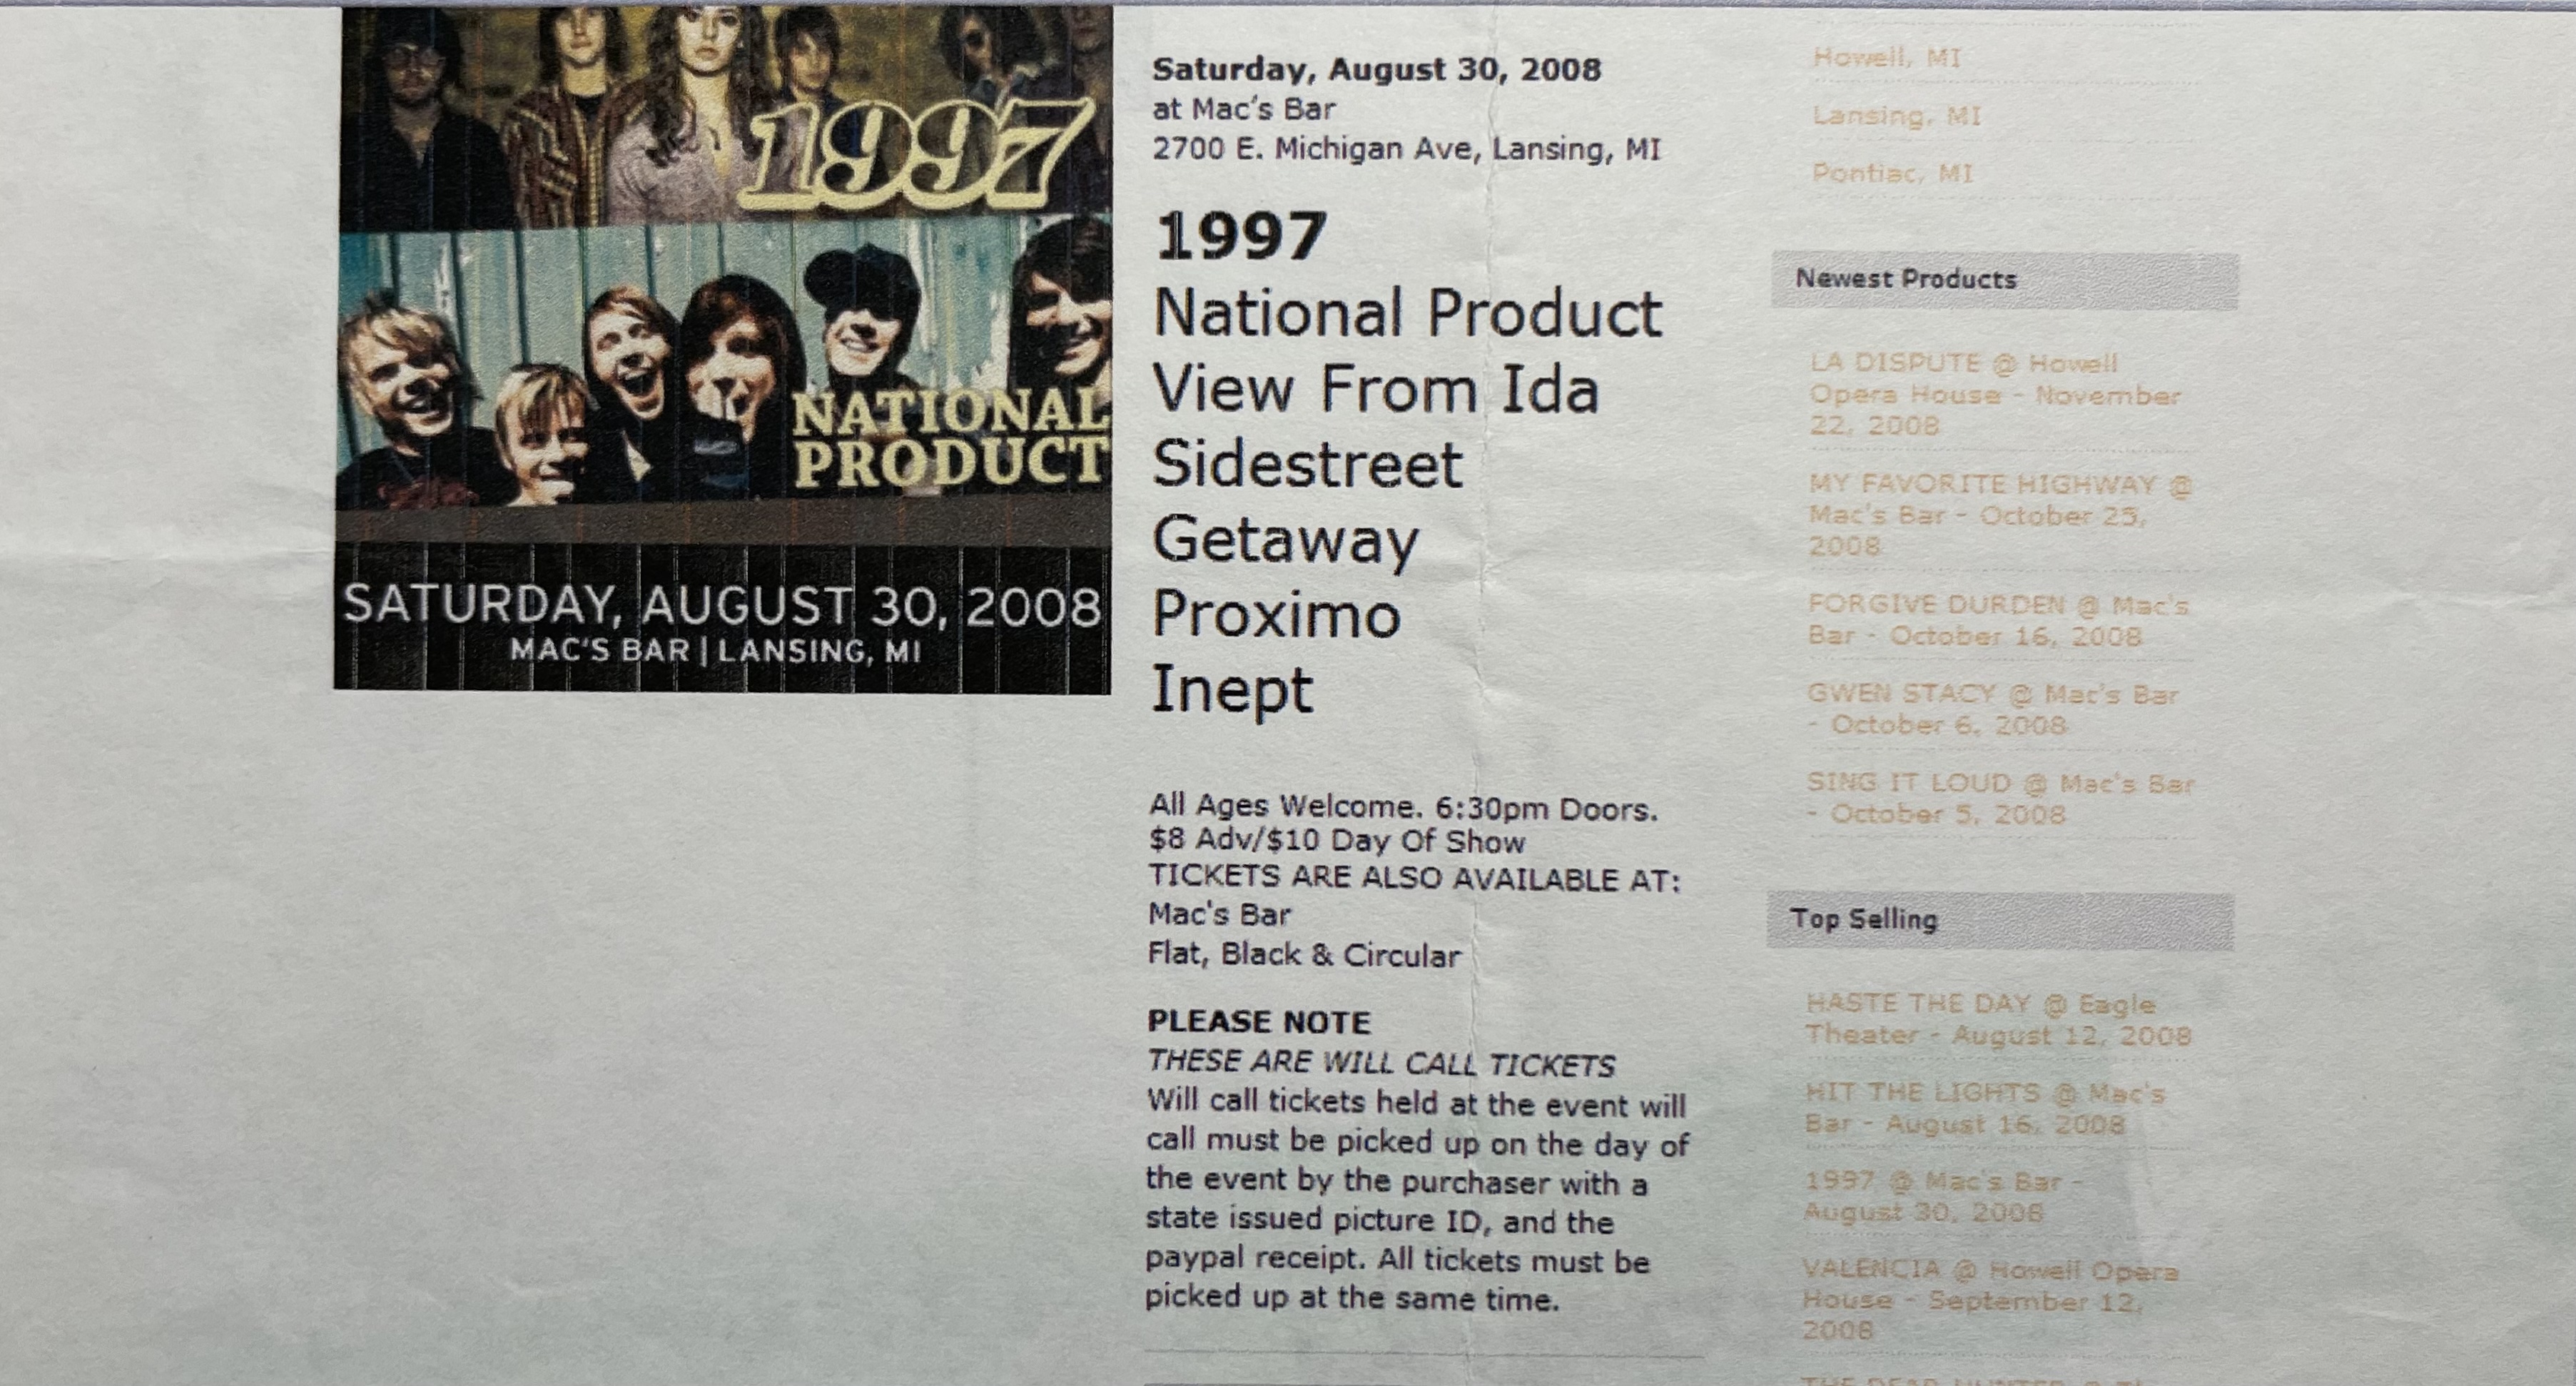 1997
NATIONAL
PRODUCT
SATURDAY, AUGUST 30, 2008
MAC'S BAR | LANSING, MI
Saturday, August 30, 2008
at Mac's Bar
2700 E. Michigan Ave, Lansing, MI
1997
National Product
View From Ida
Sidestreet
Getaway
Proximo
Inept
All Ages Welcome. 6:30pm Doors.
$8 Adv/$10 Day Of Show
TICKETS ARE ALSO AVAILABLE AT:
Mac's Bar
Flat, Black & Circular
PLEASE NOTE
THESE ARE WILL CALL TICKETS
Will call tickets held at the event will
call must be picked up on the day of
the event by the purchaser with a
state issued picture ID, and the
paypal receipt. All tickets must be
picked up at the same time.
Howell, MI
Lansing, MI
Pontiac, MI
Newest Products
LA DISPUTE @ Howell
Opera House - November
22, 2008
MY FAVORITE HIGHWAY @
Mac's Bar - October 25,
2008
FORGIVE DURDEN @ Mac's
Bar - October 16, 2008
GWEN STACY @ Mac's Bar
- October 6, 2008
SING IT LOUD @ Mac's Bar
- October 5, 2008
Top Selling
HASTE THE DAY @ Eagle
Theater - August 12, 2008
HIT THE LIGHTS @ Mac's
Bar - August 16, 2008
1997 @ Mac's Bar -
August 30, 2008
VALENCIA @ Howell Opera
House - September 12,
2008